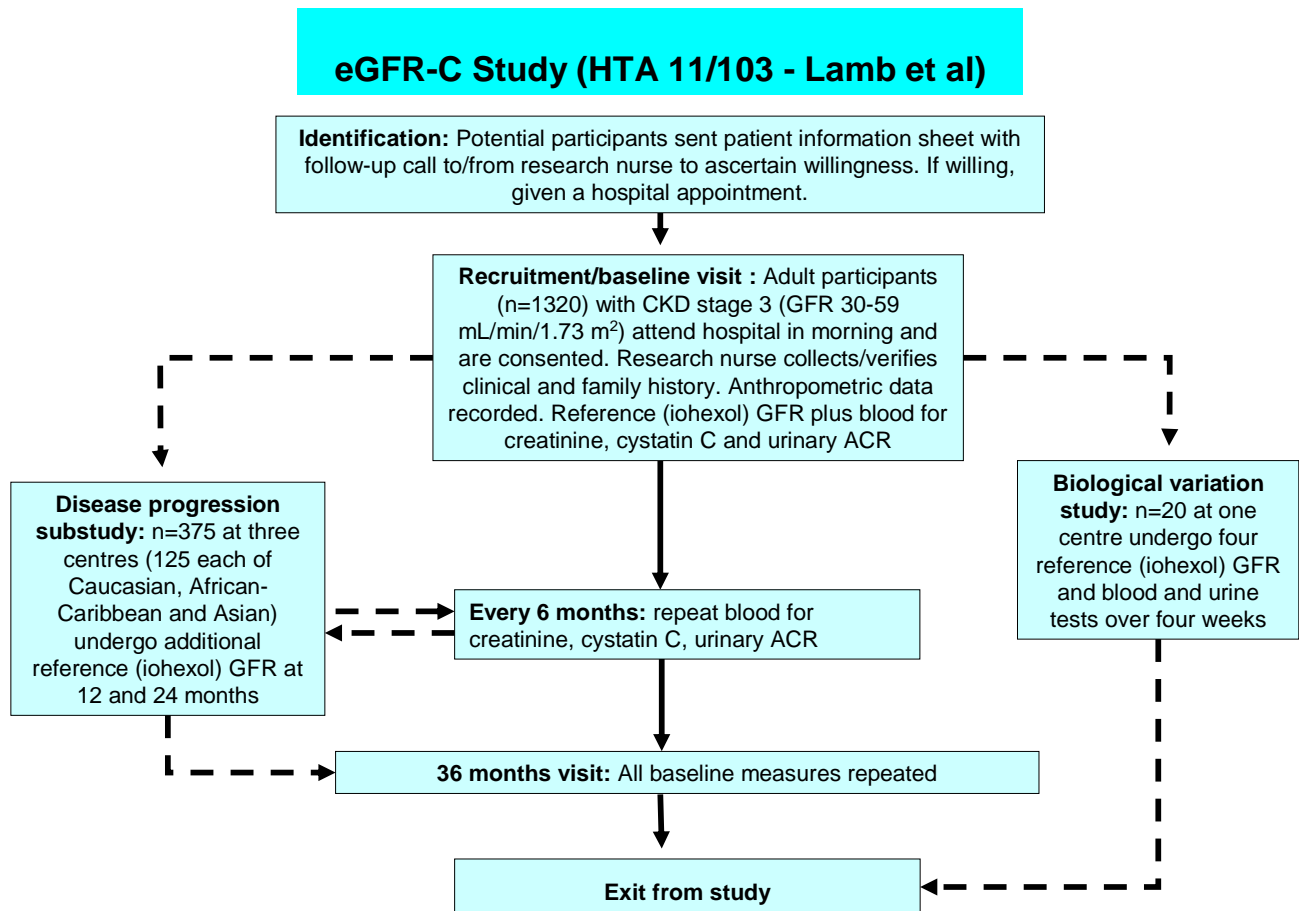 eGFR-C Study (HTA 11/103 - Lamb et al)
Identification: Potential participants sent patient information sheet with
follow-up call to/from research nurse to ascertain willingness. If willing,
given a hospital appointment.
Recruitment/baseline visit : Adult participants
(n=1320) with CKD stage 3 (GFR 30-59
mL/min/1.73 m²) attend hospital in morning and
are consented. Research nurse collects/verifies
clinical and family history. Anthropometric data
recorded. Reference (iohexol) GFR plus blood for
creatinine, cystatin C and urinary ACR
Disease progression
substudy: n=375 at three
centres (125 each of
Caucasian, African-
Caribbean and Asian)
undergo additional
reference (iohexol) GFR at
12 and 24 months
Every 6 months: repeat blood for
creatinine, cystatin C, urinary ACR
Biological variation
study: n=20 at one
centre undergo four
reference (iohexol) GFR
and blood and urine
tests over four weeks
36 months visit: All baseline measures repeated
Exit from study